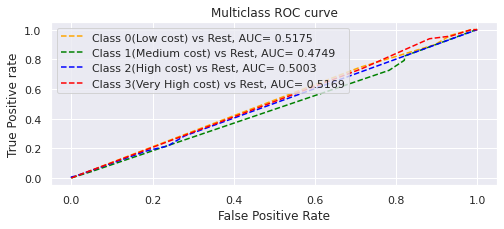 Multiclass ROC curve
True Positive rate
1.0
0.8
0.6
0.4
0.2
0.0
Class 0(Low cost) vs Rest, AUC= 0.5175
Class 1(Medium cost) vs Rest, AUC= 0.4749
Class 2(High cost) vs Rest, AUC= 0.5003
Class 3(Very High cost) vs Rest, AUC= 0.5169
0.0 0.2 0.4 0.6 0.8 1.0
False Positive Rate